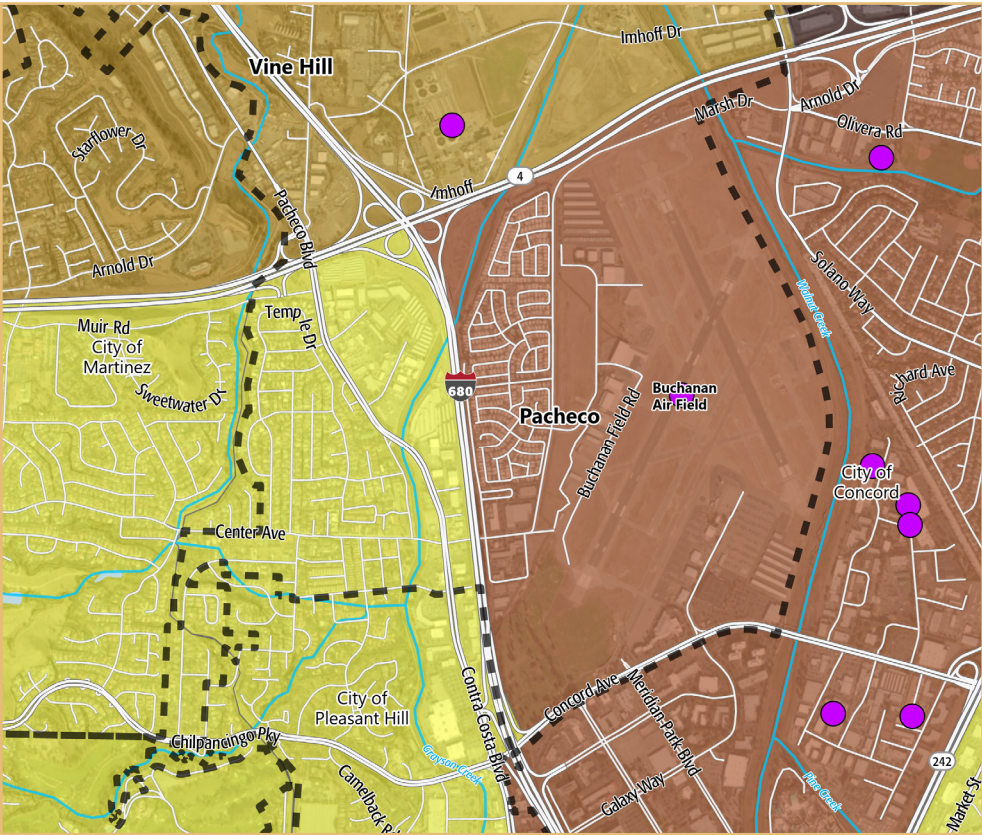 Imhoff Dr
Vine Hill
Marsh Dr
Arnold Dr
Olivera Rd
Starflower Dr
4
Imhoff
Pacheco Blvd
Arnold Dr
Solano Way
Walnut Creek
Temp le Dr
Muir Rd
City of
Martinez
Sweetwater Dr
680
Buchanan
Air Field
chard Ave
Rd
Pacheco
Buchanan Field Rd
City of
Concord
Center Ave
Contra Costa Blvd
Concord Ave
Meridian Park Blvd
City of
Pleasant Hill
Chilpancingo Pky
Grayson Creek
Camelback R
Galaxy Way
Pine Creek
242
Market St